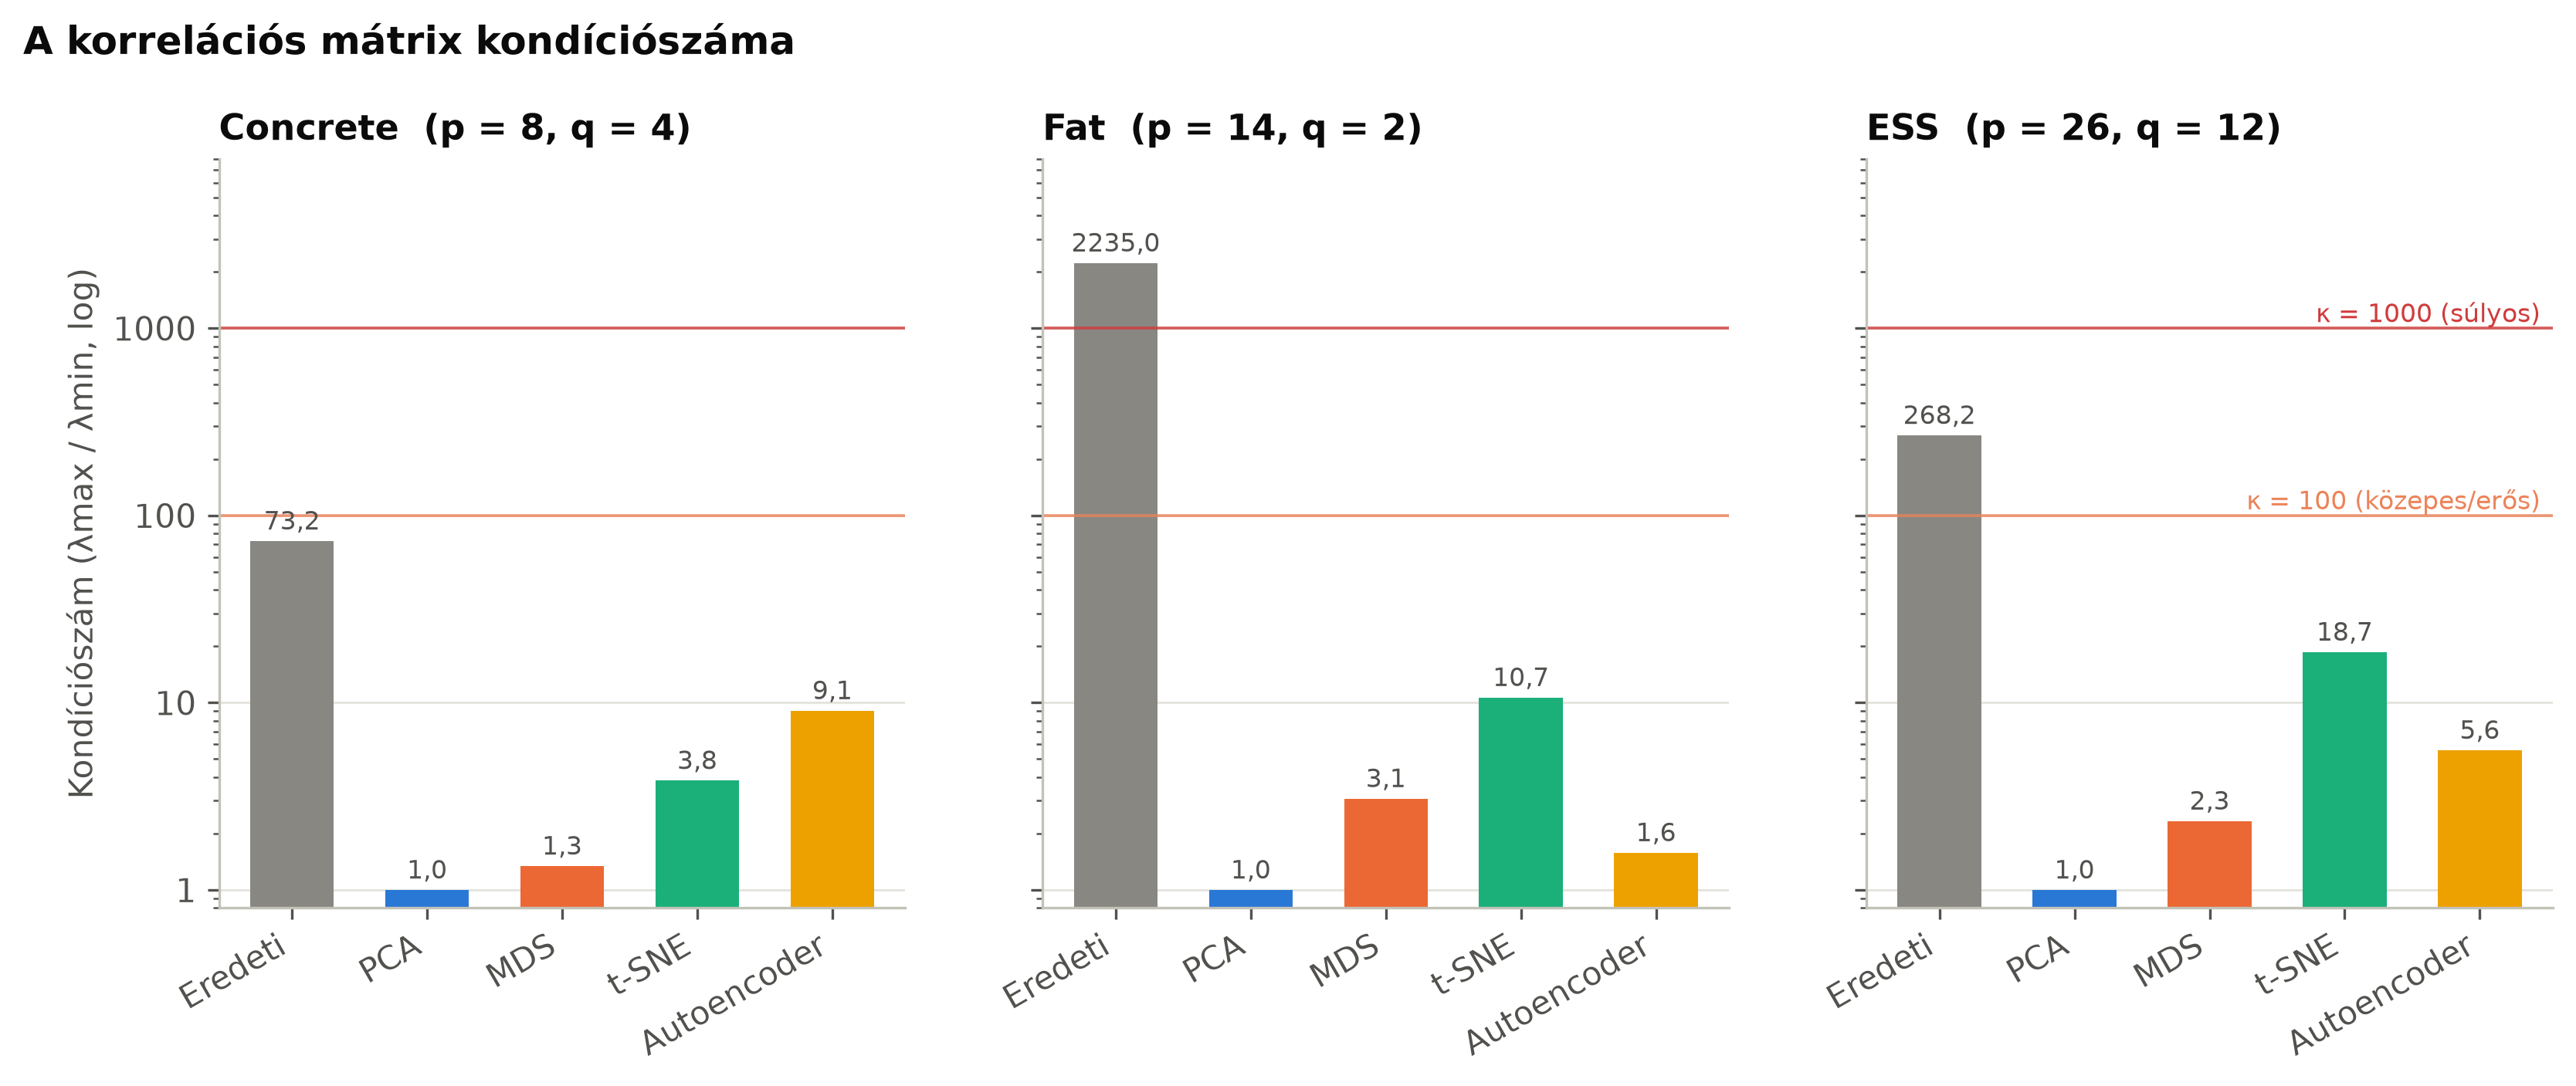 A korrelációs mátrix kondíciószáma
Concrete (p = 8, q = 4)
Kondíciószám (λmax / λmin, log)
1000
100
10
1
73,2
1,0
1,3
3,8
9,1
Eredeti
PCA
MDS
t-SNE
Autoencoder
Fat (p = 14, q = 2)
2235,0
1,0
3,1
10,7
1,6
Eredeti
PCA
MDS
t-SNE
Autoencoder
ESS (p = 26, q = 12)
κ = 1000 (súlyos)
κ = 100 (közepes/erős)
268,2
1,0
2,3
18,7
5,6
Eredeti
PCA
MDS
t-SNE
Autoencoder